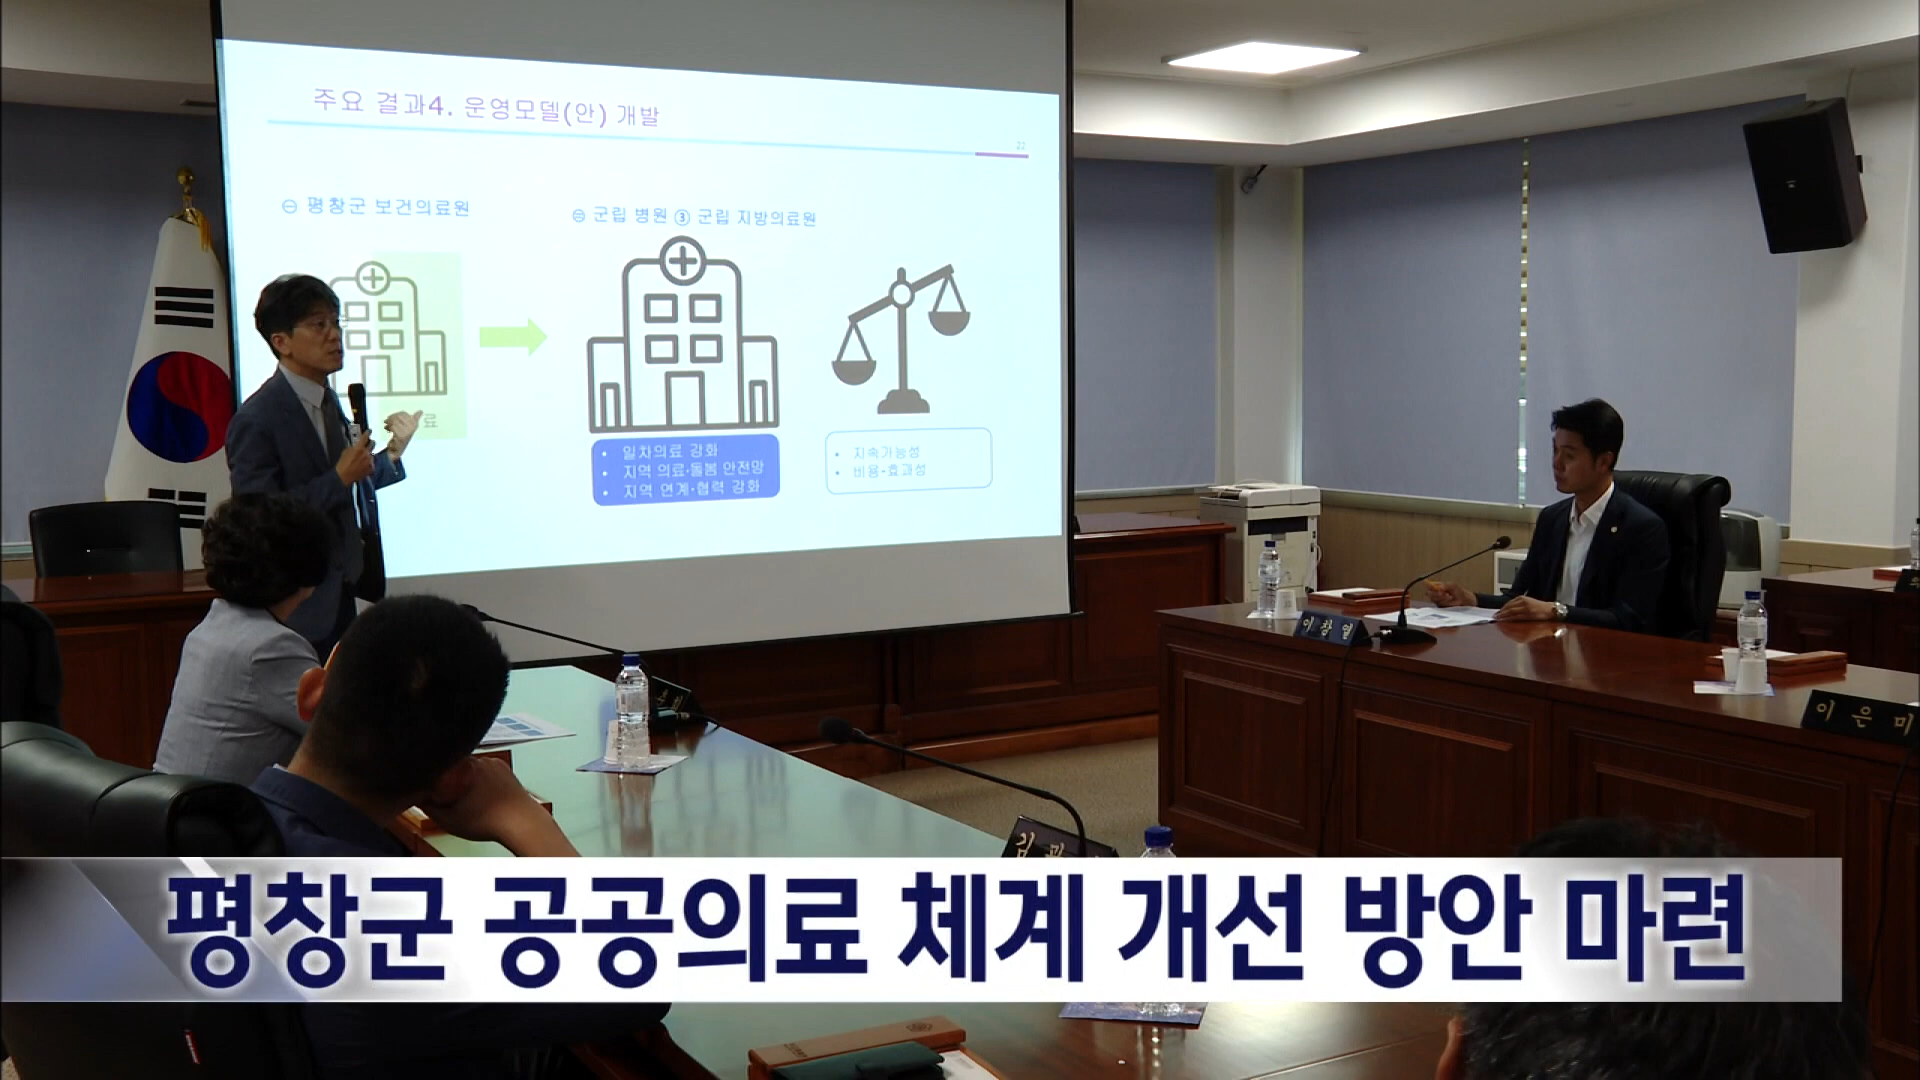 주요 결과4. 운영모델(안) 개발
22
㊀ 평창군 보건의료원
㊁ 군립 병원 ③ 군립 지방의료원
료
• 일차의료 강화
• 지역 의료·돌봄 안전망
• 지역 연계·협력 강화
• 지속가능성
• 비용-효과성
이창열
이은미
평창군 공공의료 체계 개선 방안 마련